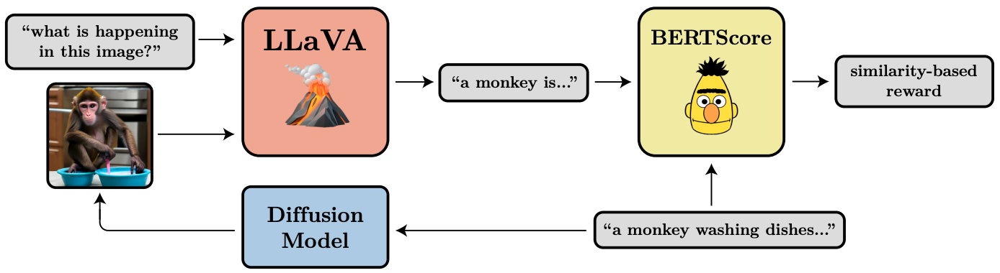 “what is happening
in this image?”
LLaVA
“a monkey is...”
BERTScore
similarity-based
reward
Diffusion
Model
“a monkey washing dishes...”